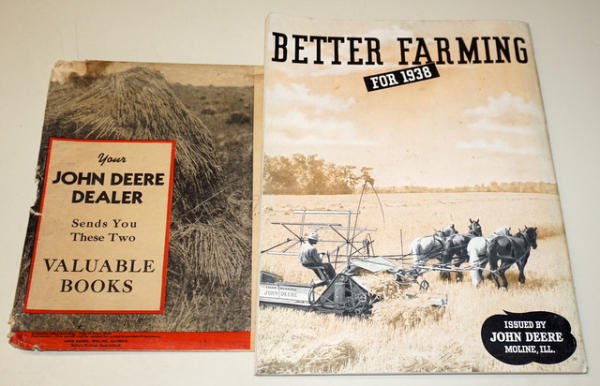 Your
JOHN DEERE
DEALER
Sends You
These Two
VALUABLE
BOOKS
BETTER FARMING
FOR 1938
JOHN DEERE
ISSUED BY
JOHN DEERE
MOLINE, ILL.